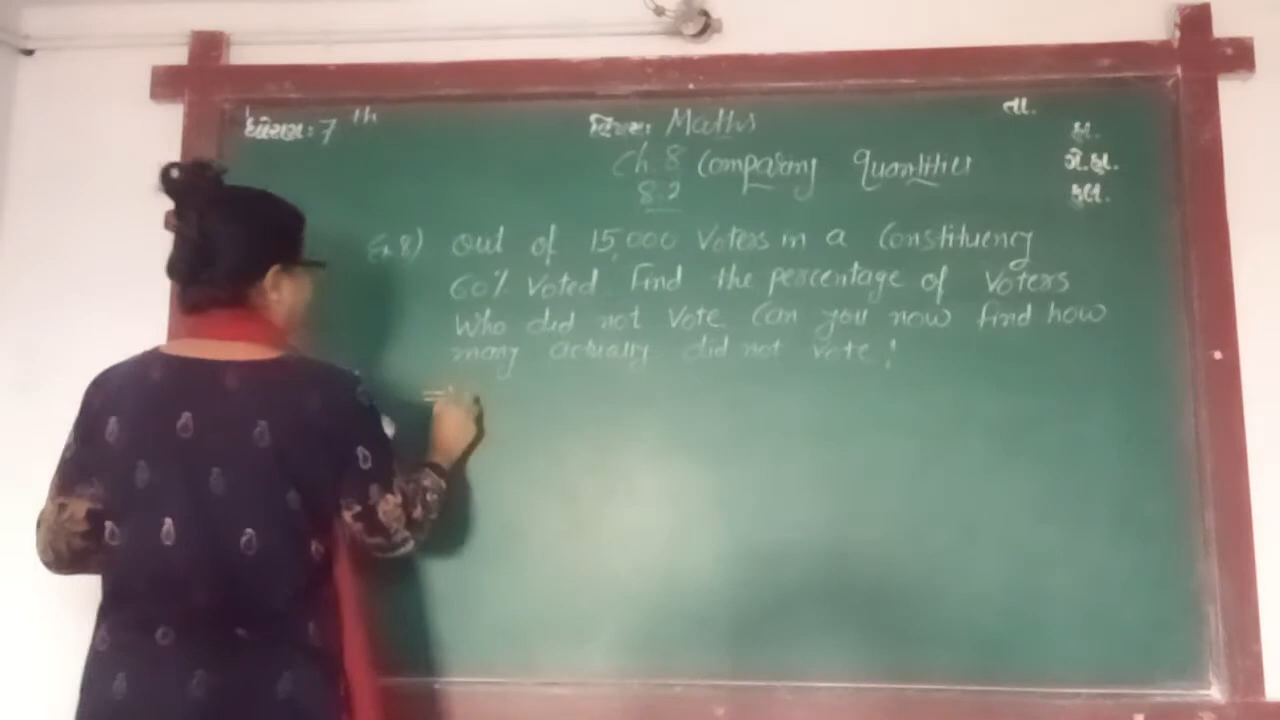 ધોરણ: 7 th
વિષય: Maths
તા.
Ch. 8 Comparing Quantities
8.2
હા.
ગે.હા.
કુલ.
Ex. 8) Out of 15,000 Voters in a Constituency
60% Voted Find the percentage of Voters
Who did not Vote. Can you now find how
many actually did not vote!
=